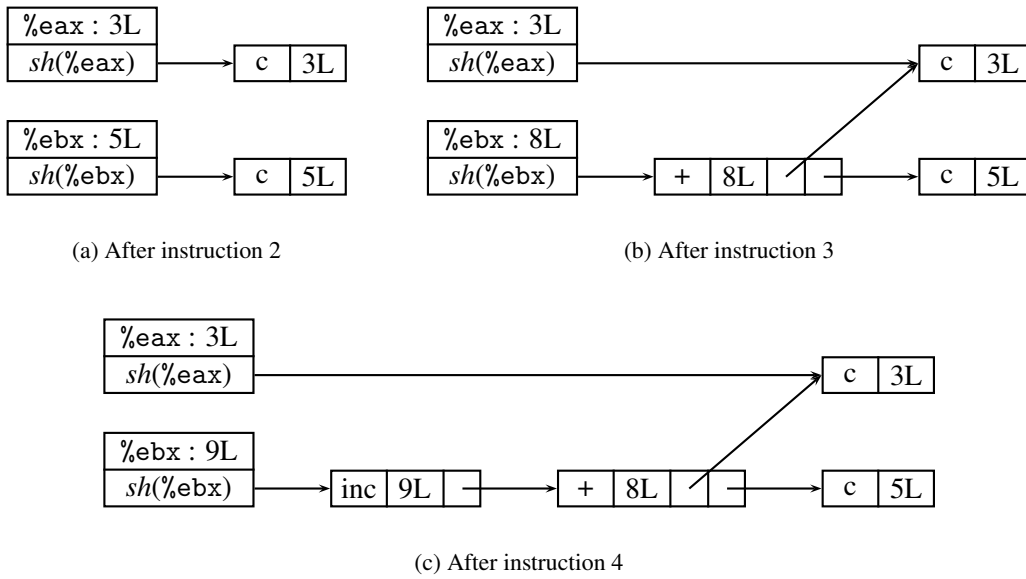 %eax : 3L
sh(%eax)
c 3L
%ebx : 5L
sh(%ebx)
c 5L
(a) After instruction 2
%eax : 3L
sh(%eax)
c 3L
%ebx : 8L
sh(%ebx)
+ 8L
c 5L
(b) After instruction 3
%eax : 3L
sh(%eax)
c 3L
%ebx : 9L
sh(%ebx)
inc 9L
+ 8L
c 5L
(c) After instruction 4